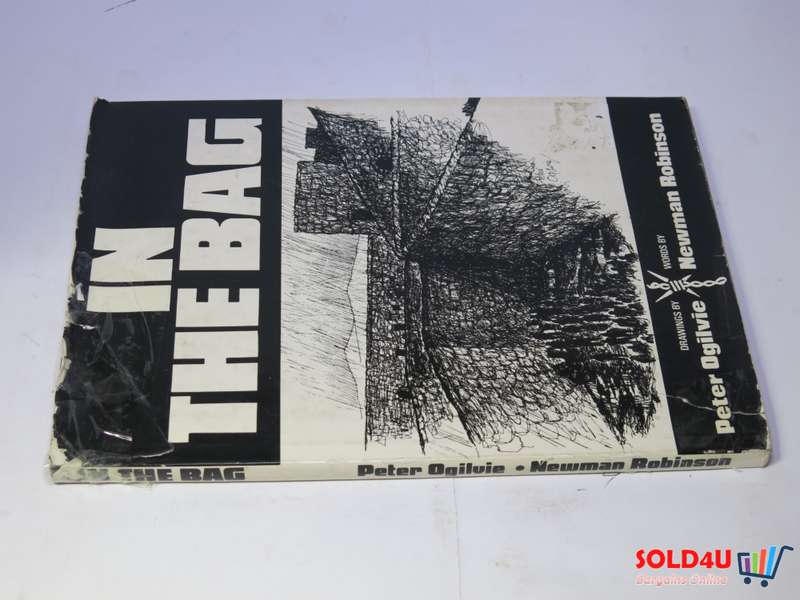 IN
THE BAG
DRAWINGS BY
Peter Ogilvie
WORDS BY
Newman Robinson
THE BAG
Peter Ogilvie • Newman Robinson
SOLD4U
Bargains Online